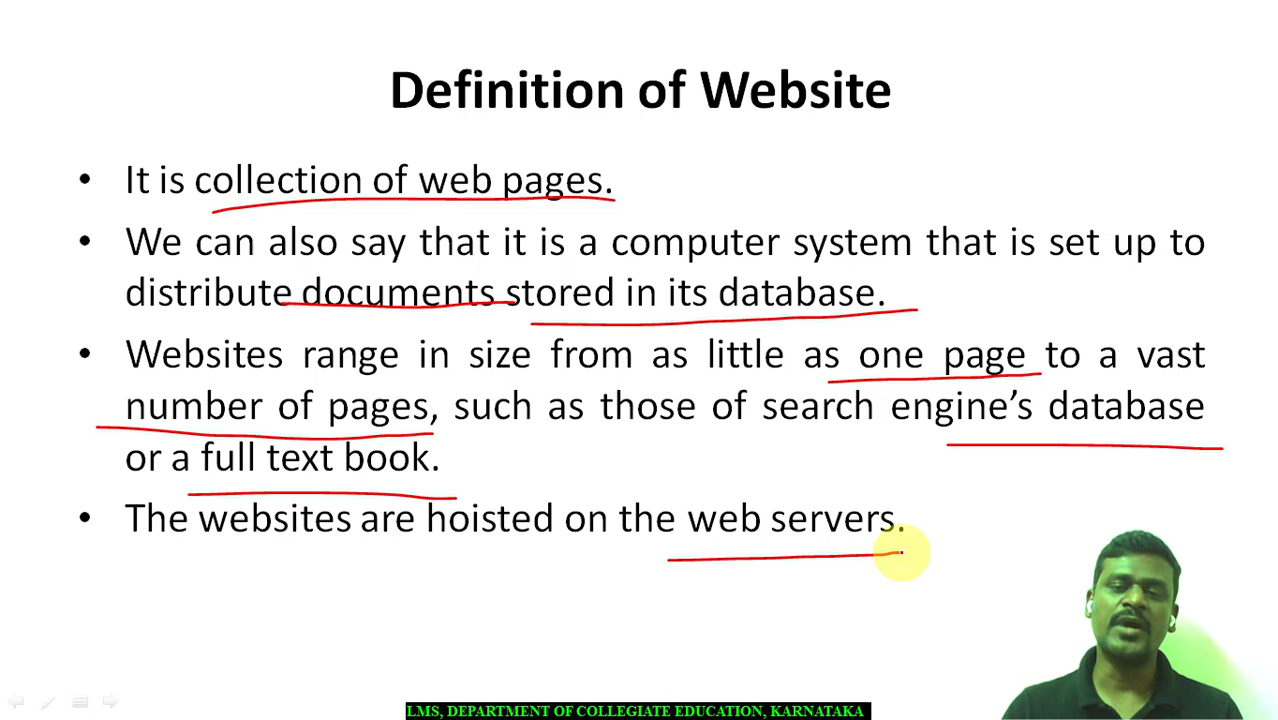 Definition of Website
• It is collection of web pages.
• We can also say that it is a computer system that is set up to
distribute documents stored in its database.
• Websites range in size from as little as one page to a vast
number of pages, such as those of search engine’s database
or a full text book.
• The websites are hoisted on the web servers.
LMS, DEPARTMENT OF COLLEGIATE EDUCATION, KARNATAKA